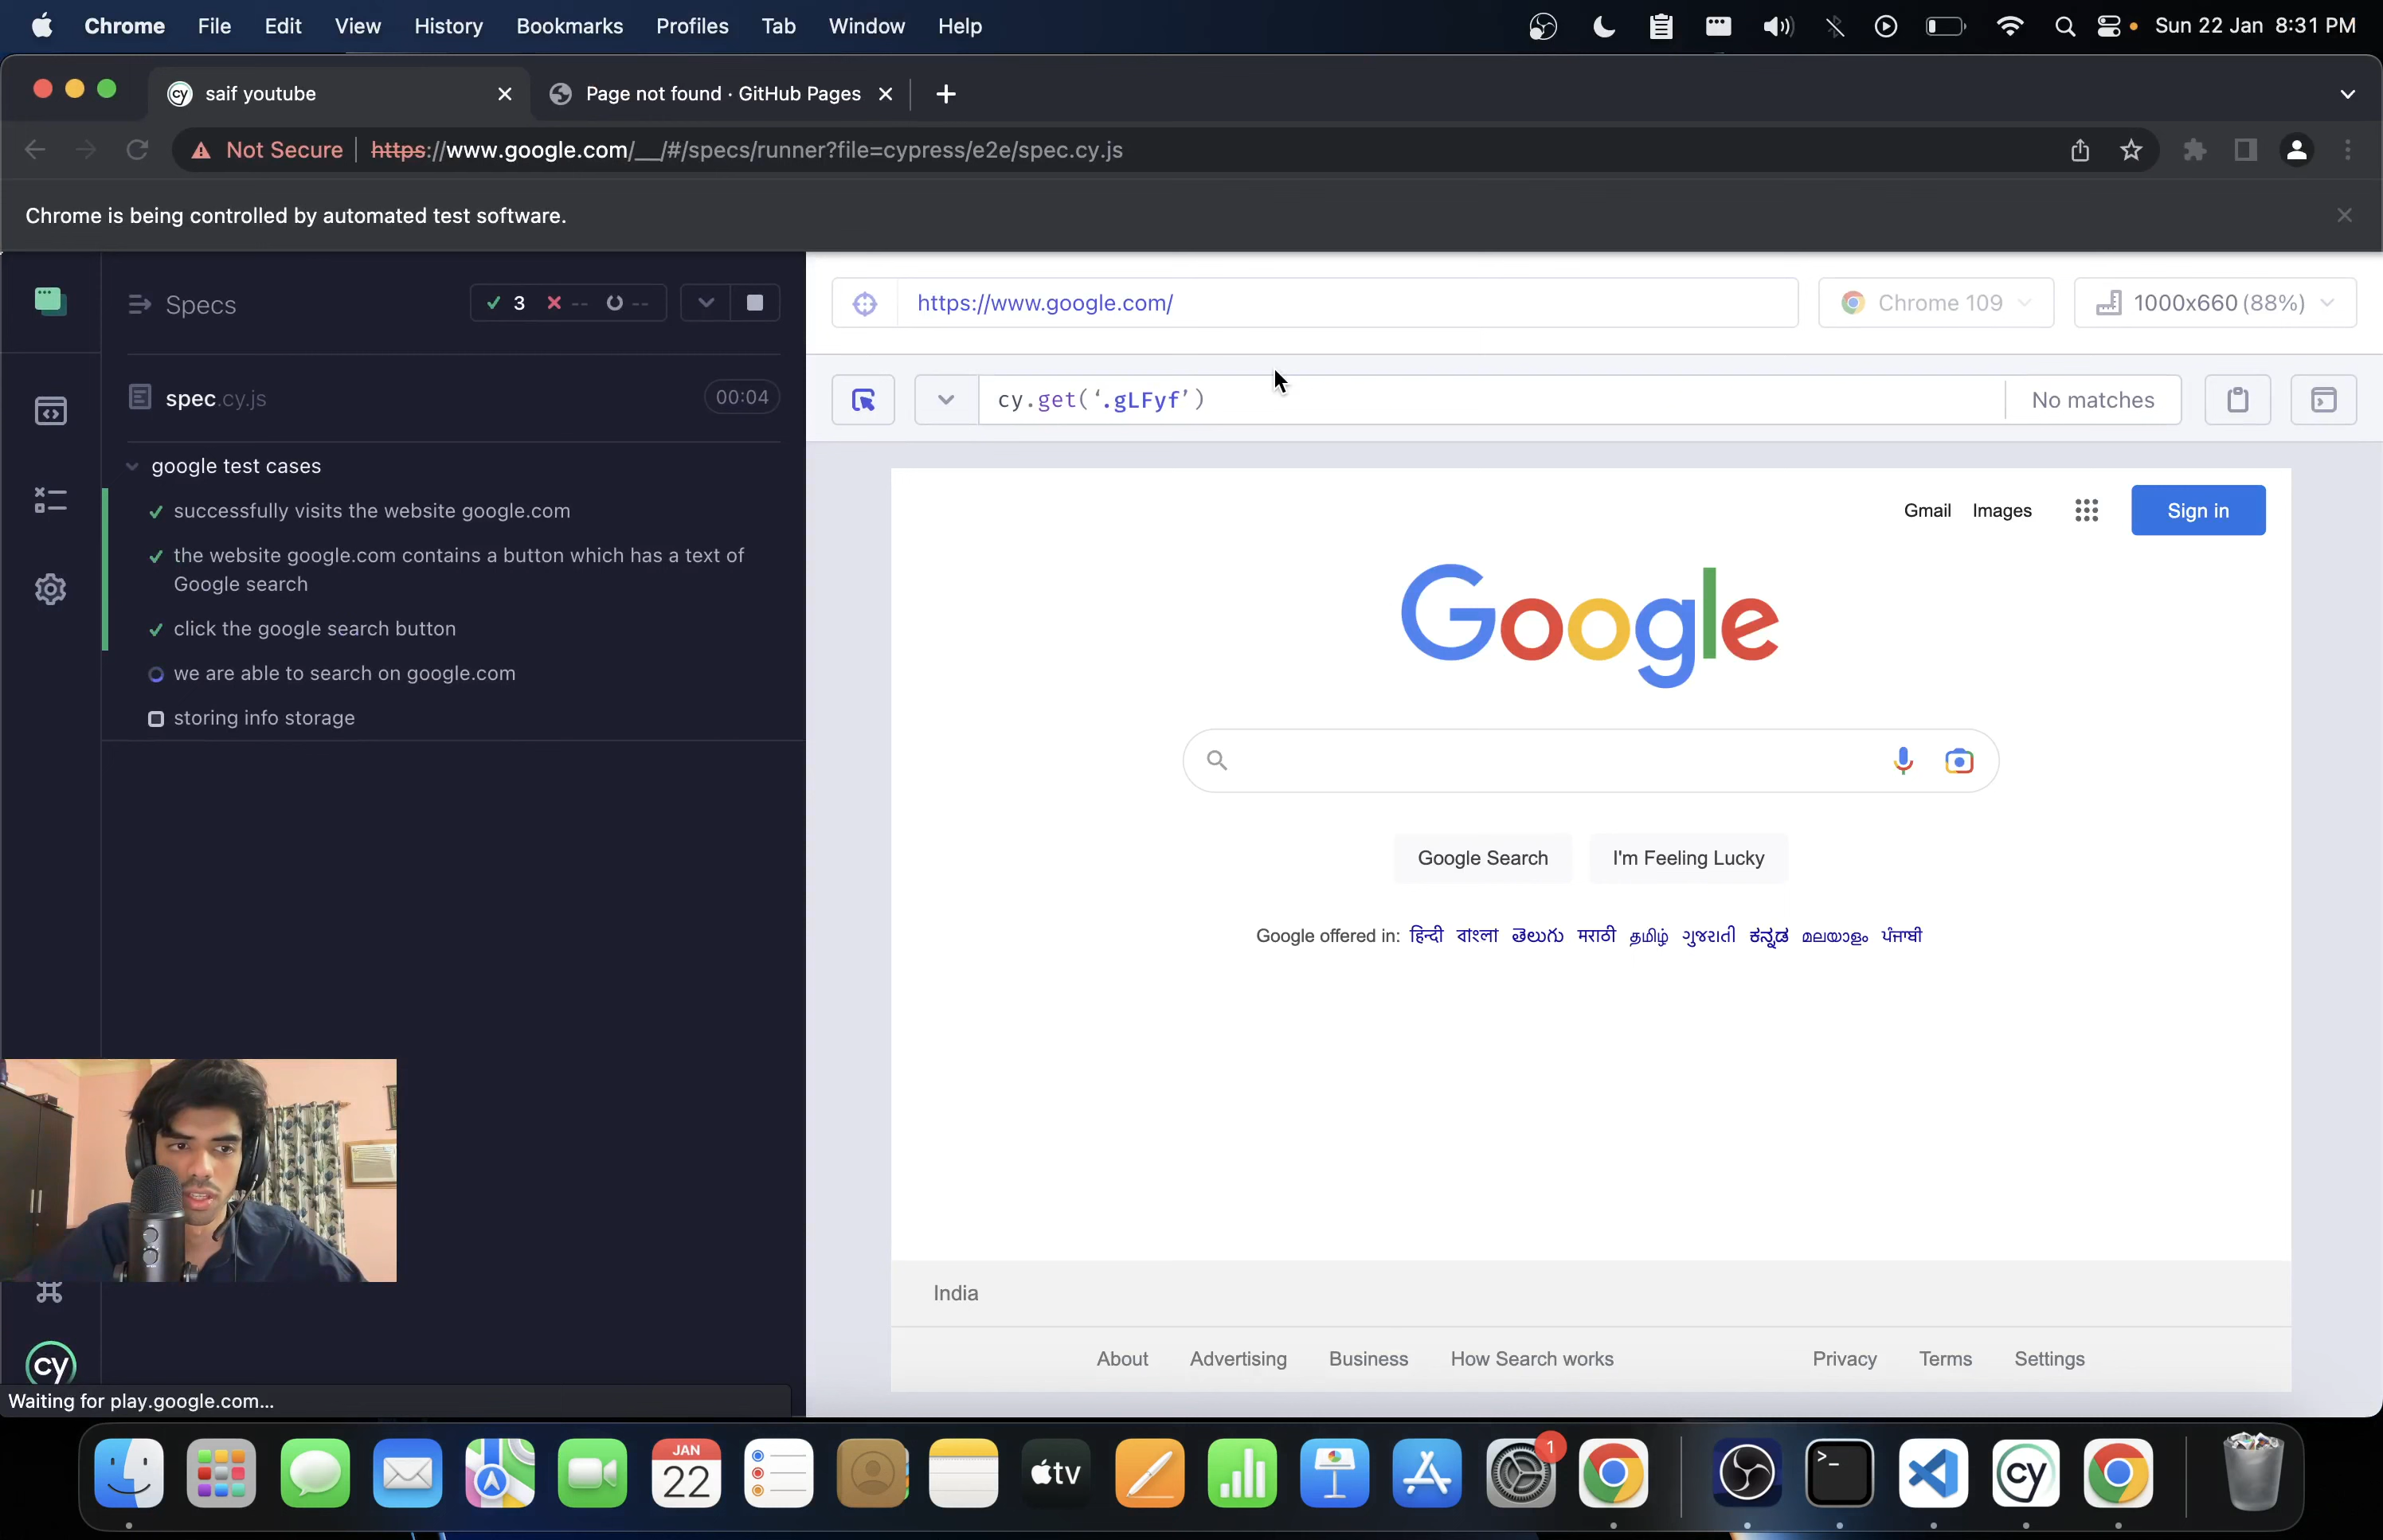 Chrome File Edit View History Bookmarks Profiles Tab Window Help Sun 22 Jan 8:31 PM
cy saif youtube Page not found · GitHub Pages
Not Secure https://www.google.com/__/#/specs/runner?file=cypress/e2e/spec.cy.js
Chrome is being controlled by automated test software.
Specs 3 -- --
https://www.google.com/
Chrome 109
1000x660 (88%)
spec.cy.js 00:04
cy.get('.gLFyf')
No matches
google test cases
successfully visits the website google.com
the website google.com contains a button which has a text of
Google search
click the google search button
we are able to search on google.com
storing info storage
Gmail Images Sign in
Google
Google Search I'm Feeling Lucky
Google offered in: हिन्दी বাংলা తెలుగు मराठी தமிழ் ગુજરાતી ಕನ್ನಡ മലയാളം ਪੰਜਾਬੀ
India
About Advertising Business How Search works Privacy Terms Settings
cy
Waiting for play.google.com...
JAN
22
tv
1
>_
cy